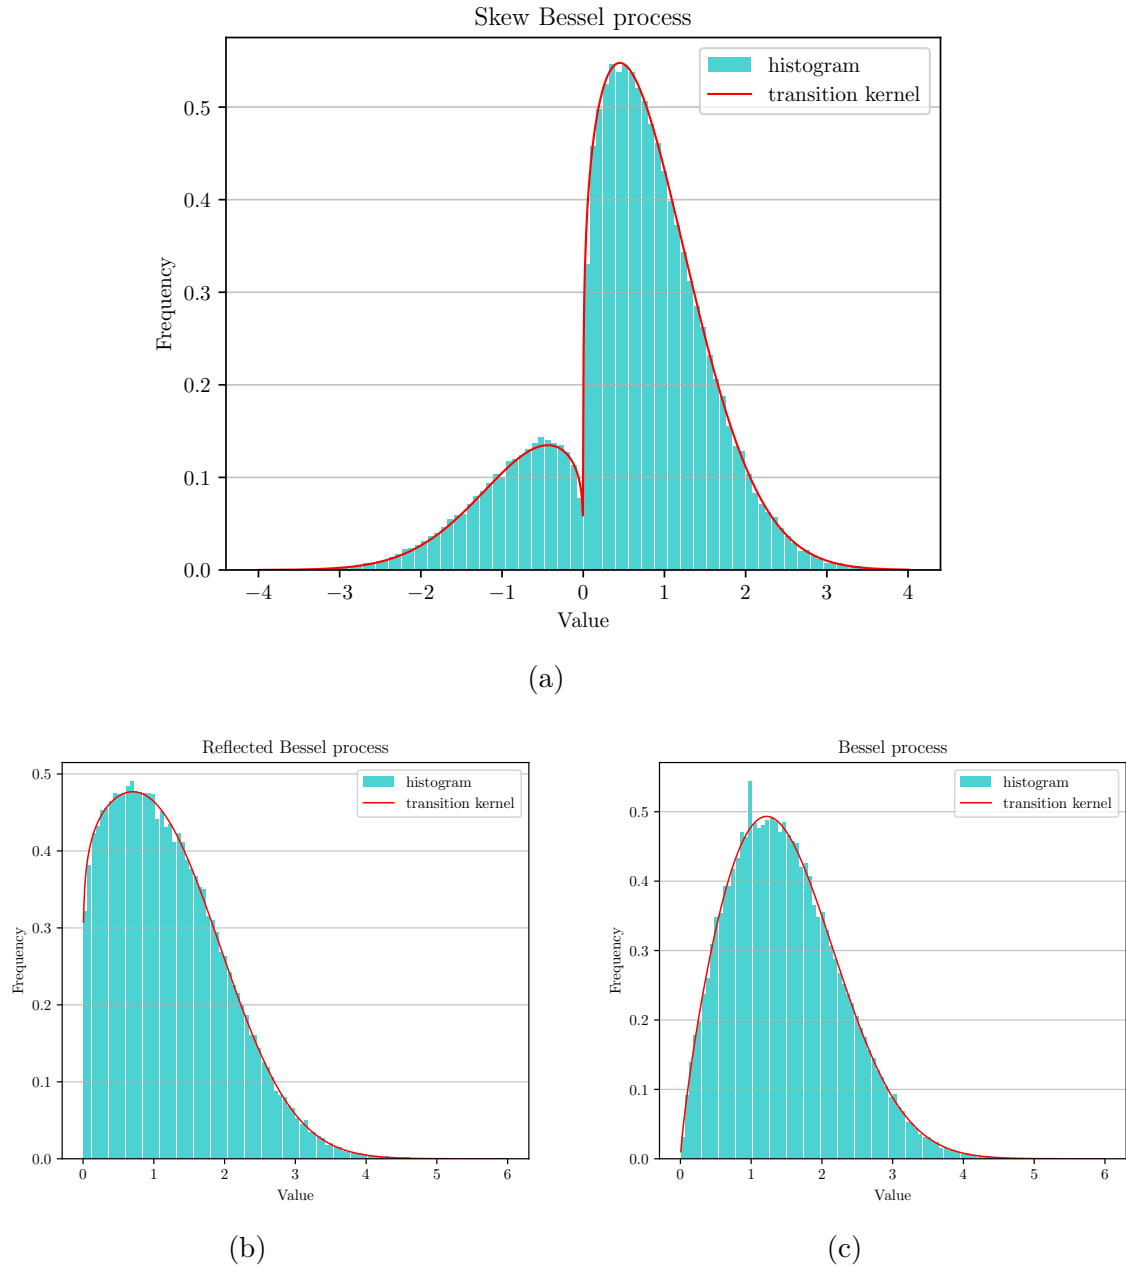 Skew Bessel process
histogram
transition kernel
Frequency
0.5
0.4
0.3
0.2
0.1
0.0
−4 −3 −2 −1 0 1 2 3 4
Value
(a)
Reflected Bessel process
histogram
transition kernel
Frequency
0.5
0.4
0.3
0.2
0.1
0.0
0 1 2 3 4 5 6
Value
(b)
Bessel process
histogram
transition kernel
Frequency
0.5
0.4
0.3
0.2
0.1
0.0
0 1 2 3 4 5 6
Value
(c)